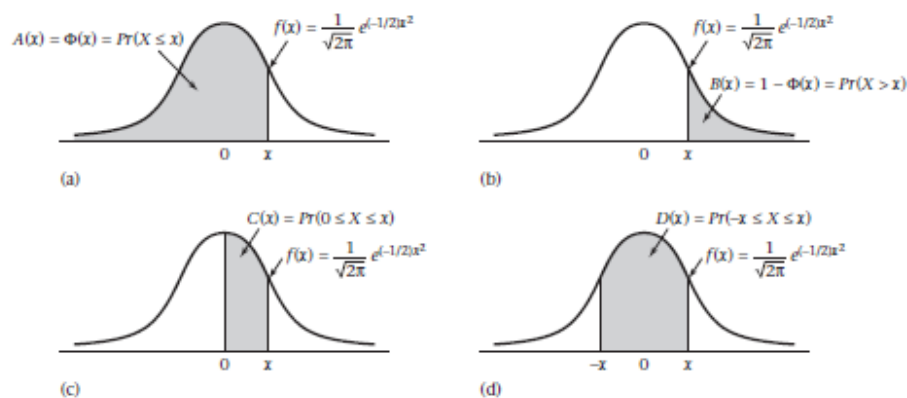 A(x) = Φ(x) = Pr(X ≤ x)
f(x) = 1/√2π e^(−1/2)x²
0 x
(a)
f(x) = 1/√2π e^(−1/2)x²
B(x) = 1 − Φ(x) = Pr(X > x)
0 x
(b)
C(x) = Pr(0 ≤ X ≤ x)
f(x) = 1/√2π e^(−1/2)x²
0 x
(c)
D(x) = Pr(−x ≤ X ≤ x)
f(x) = 1/√2π e^(−1/2)x²
−x 0 x
(d)